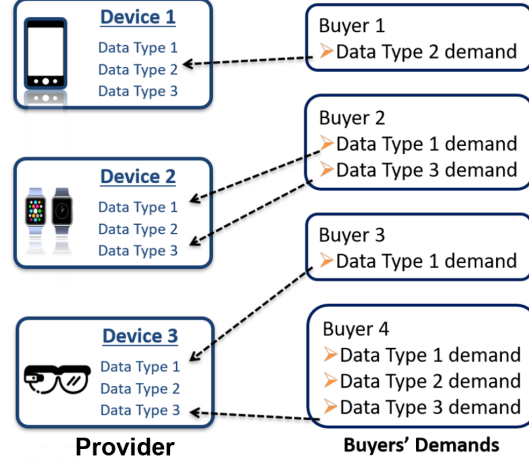 Device 1
Data Type 1
Data Type 2
Data Type 3
Buyer 1
Data Type 2 demand
Buyer 2
Data Type 1 demand
Data Type 3 demand
Device 2
Data Type 1
Data Type 2
Data Type 3
Buyer 3
Data Type 1 demand
Device 3
Data Type 1
Data Type 2
Data Type 3
Buyer 4
Data Type 1 demand
Data Type 2 demand
Data Type 3 demand
Provider
Buyers' Demands